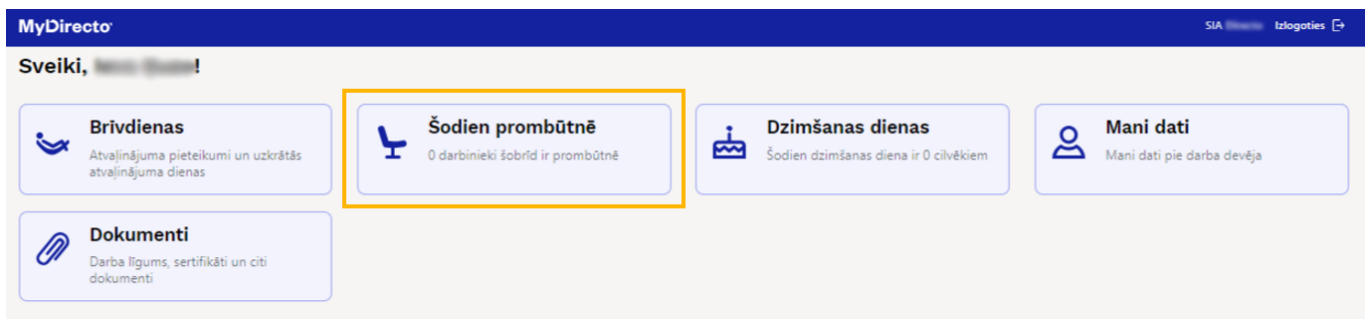 MyDirecto
SIA Izlogoties
Sveiki, !
Brīvdienas
Atvaļinājuma pieteikumi un uzkrātās
atvaļinājuma dienas
Šodien prombūtnē
0 darbinieki šobrīd ir prombūtnē
Dzimšanas dienas
Šodien dzimšanas diena ir 0 cilvēkiem
Mani dati
Mani dati pie darba devēja
Dokumenti
Darba līgums, sertifikāti un citi
dokumenti